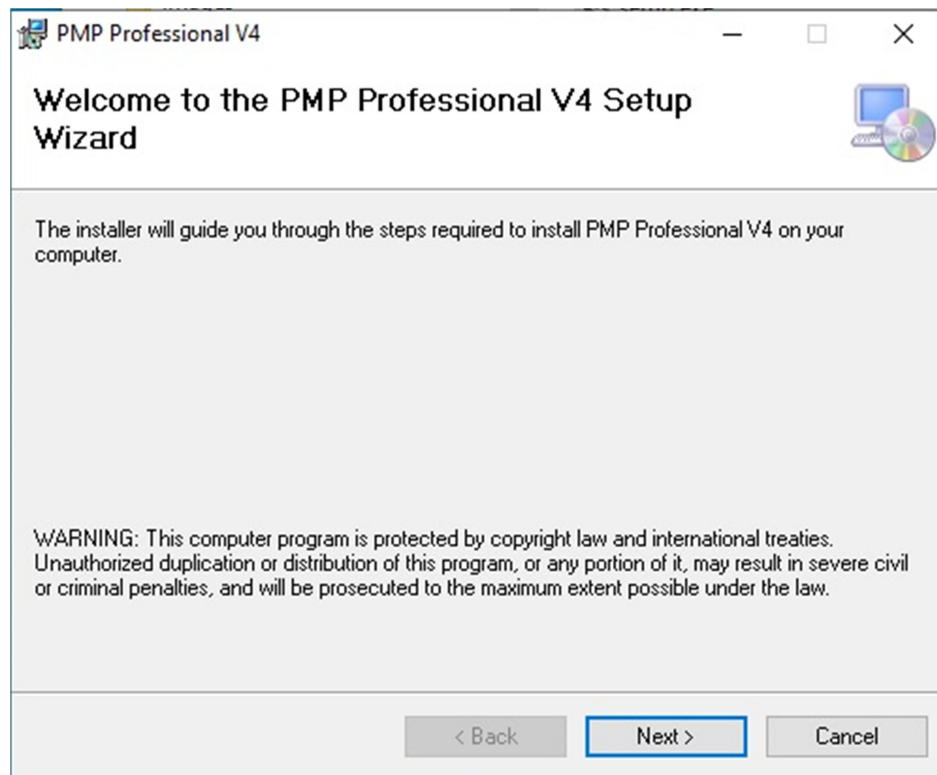 PMP Professional V4
Welcome to the PMP Professional V4 Setup
Wizard
The installer will guide you through the steps required to install PMP Professional V4 on your
computer.
WARNING: This computer program is protected by copyright law and international treaties.
Unauthorized duplication or distribution of this program, or any portion of it, may result in severe civil
or criminal penalties, and will be prosecuted to the maximum extent possible under the law.
< Back Next > Cancel